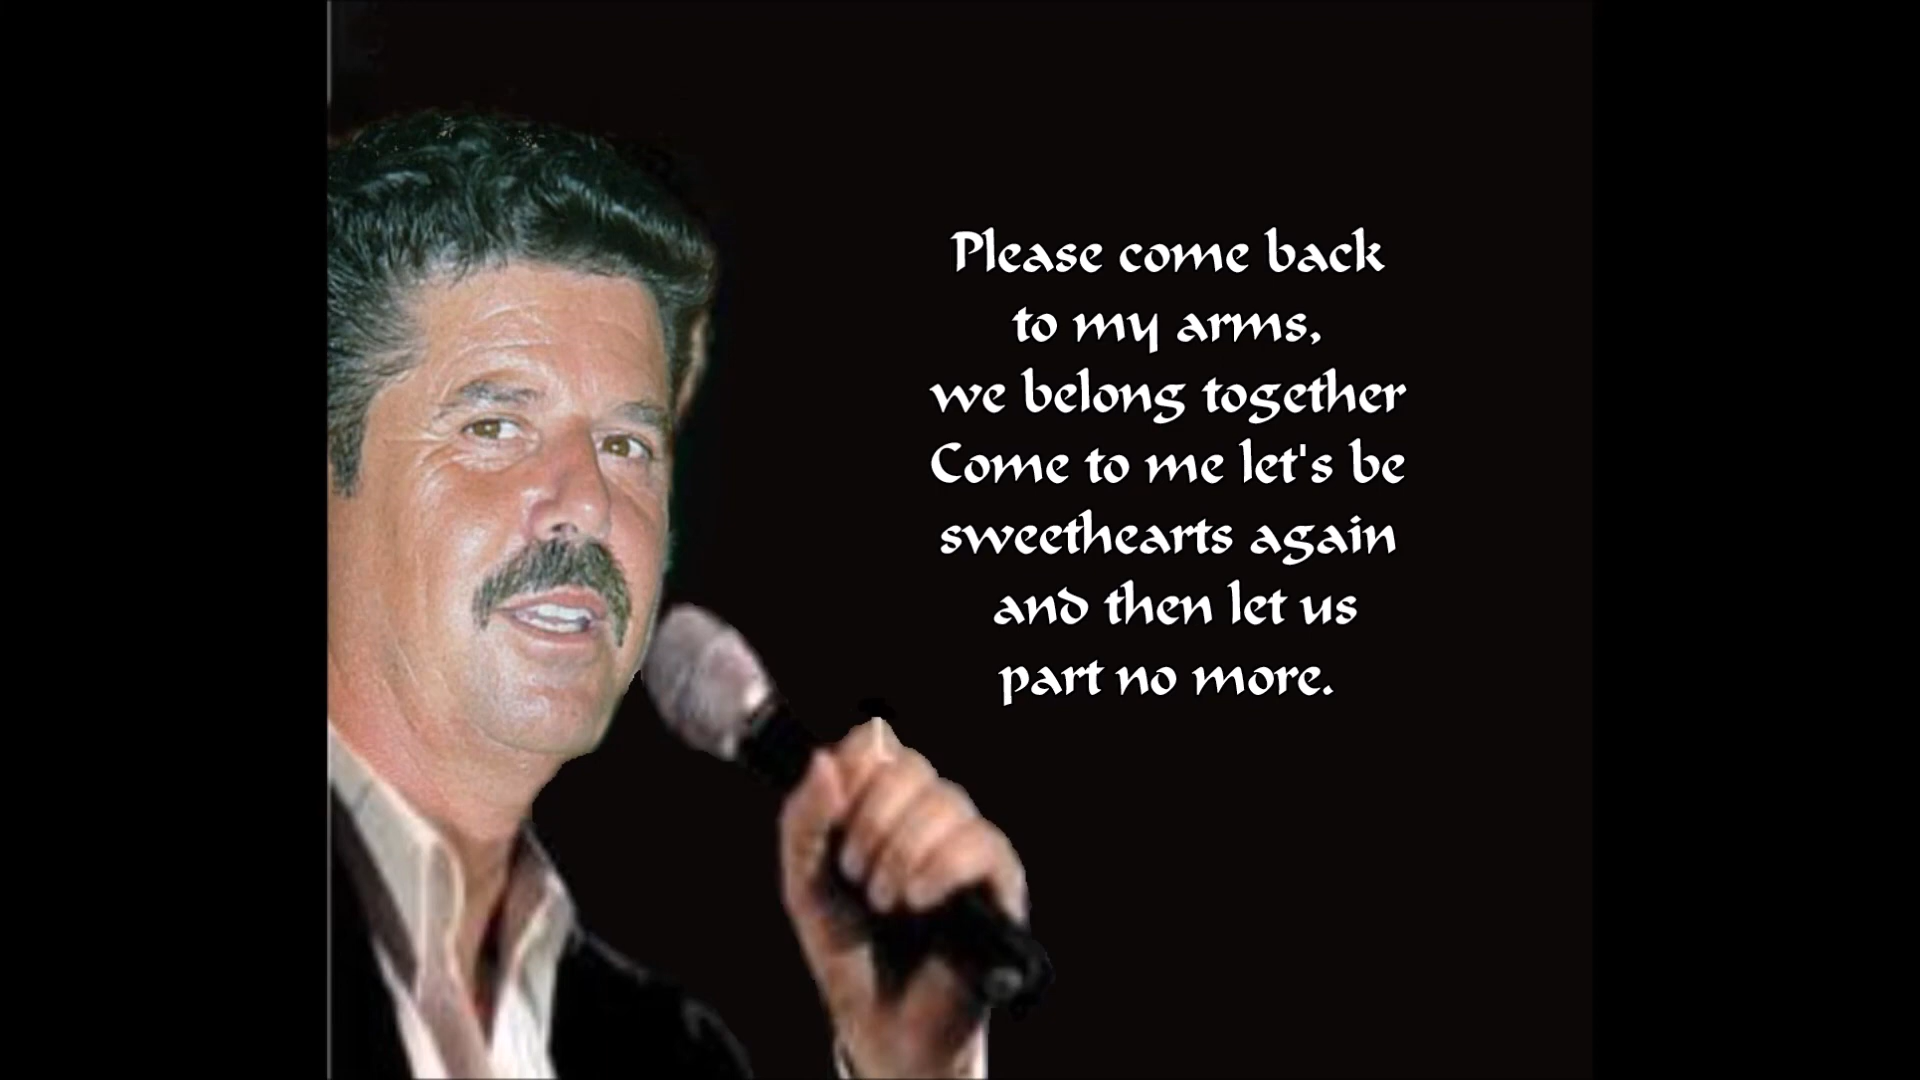 Please come back
to my arms,
we belong together
Come to me let's be
sweethearts again
and then let us
part no more.